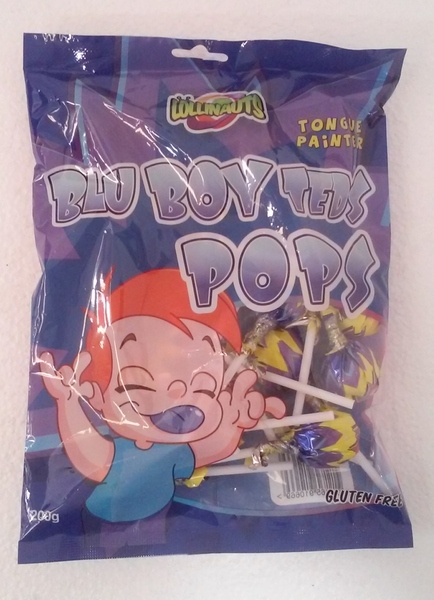 LOLLINAUTS
TONGUE
PAINTER
BLU BOY TEDS
POPS
200g
GLUTEN FREE